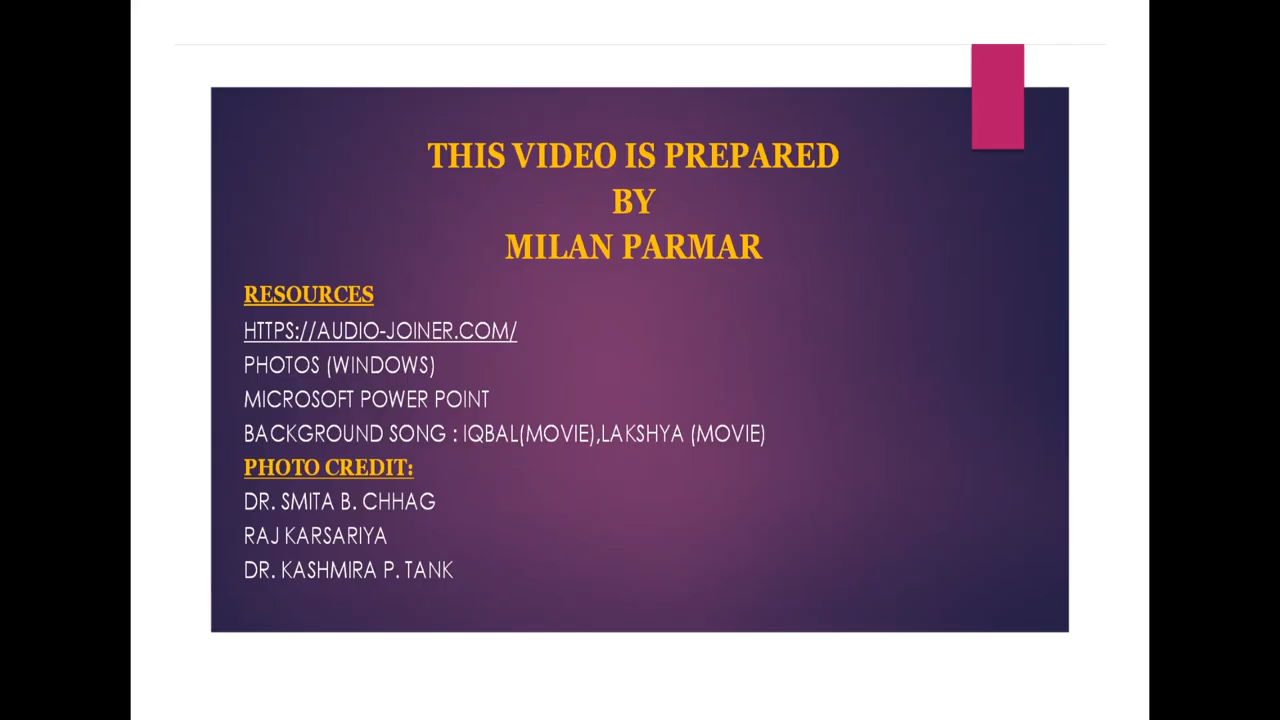 THIS VIDEO IS PREPARED
BY
MILAN PARMAR
RESOURCES
HTTPS://AUDIO-JOINER.COM/
PHOTOS (WINDOWS)
MICROSOFT POWER POINT
BACKGROUND SONG : IQBAL(MOVIE),LAKSHYA (MOVIE)
PHOTO CREDIT:
DR. SMITA B. CHHAG
RAJ KARSARIYA
DR. KASHMIRA P. TANK